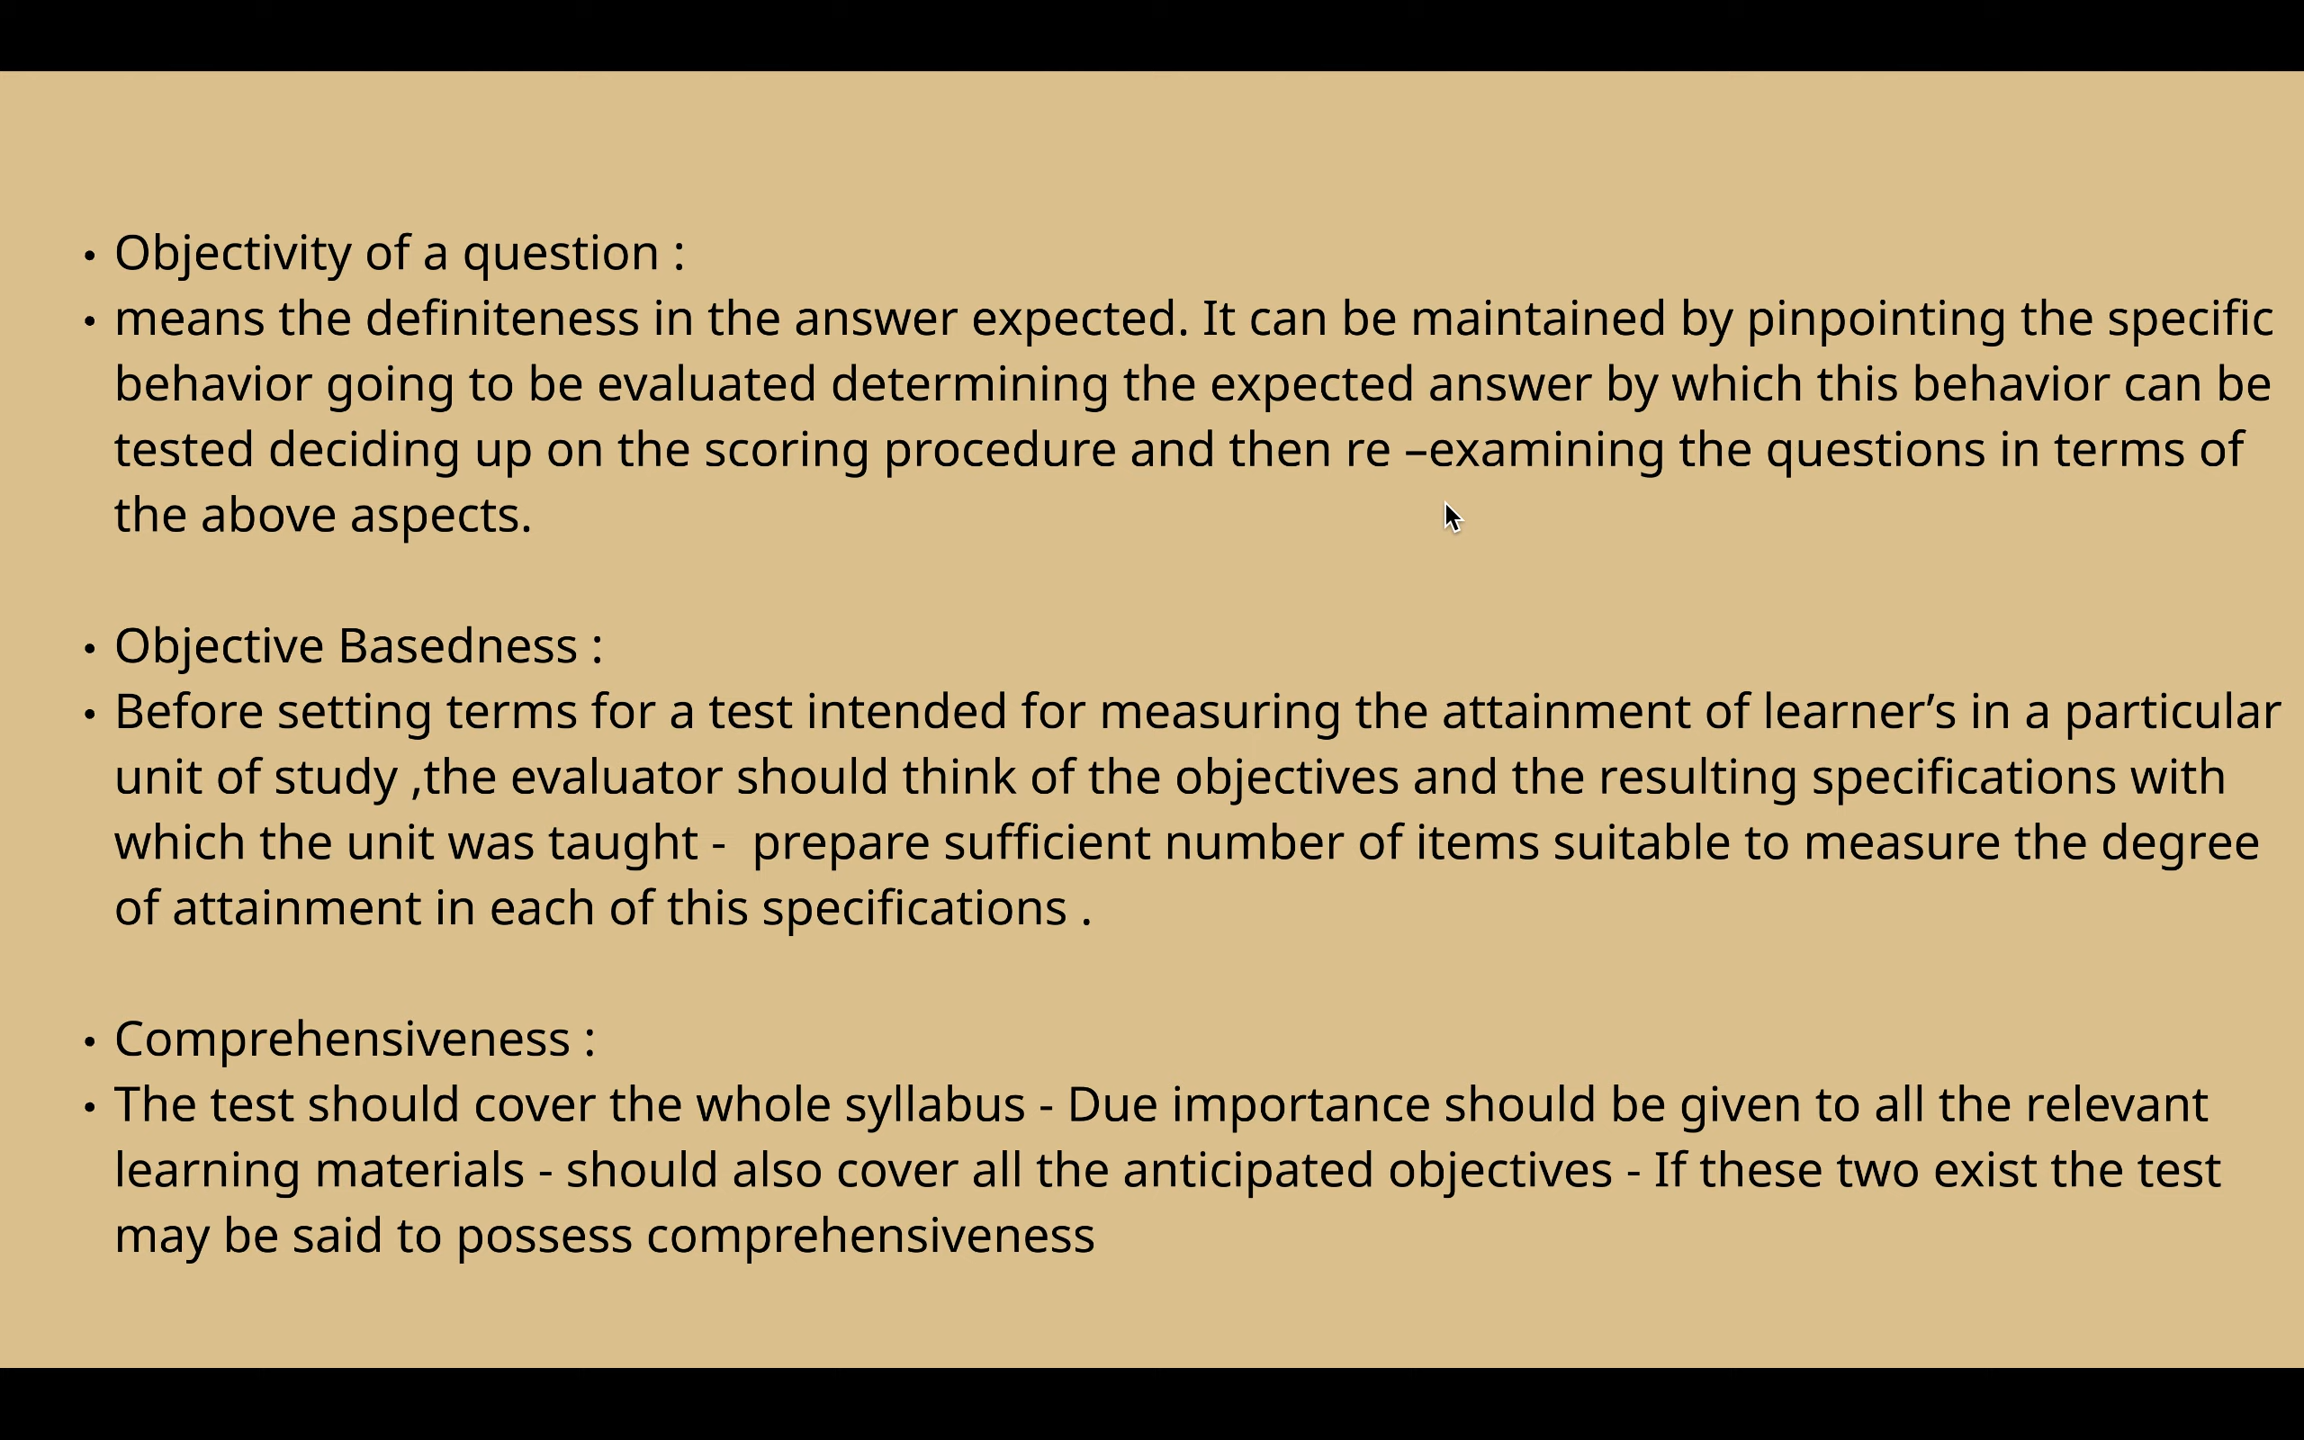 • Objectivity of a question :
• means the definiteness in the answer expected. It can be maintained by pinpointing the specific
behavior going to be evaluated determining the expected answer by which this behavior can be
tested deciding up on the scoring procedure and then re –examining the questions in terms of
the above aspects.
• Objective Basedness :
• Before setting terms for a test intended for measuring the attainment of learner’s in a particular
unit of study ,the evaluator should think of the objectives and the resulting specifications with
which the unit was taught -  prepare sufficient number of items suitable to measure the degree
of attainment in each of this specifications .
• Comprehensiveness :
• The test should cover the whole syllabus - Due importance should be given to all the relevant
learning materials - should also cover all the anticipated objectives - If these two exist the test
may be said to possess comprehensiveness